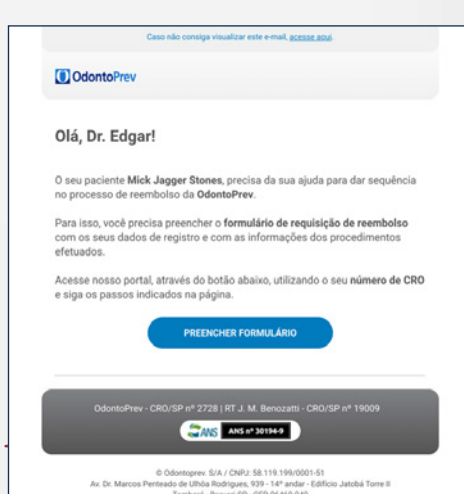 Caso não consiga visualizar este e-mail, acesse aqui.
OdontoPrev
Olá, Dr. Edgar!
O seu paciente Mick Jagger Stones, precisa da sua ajuda para dar sequência
no processo de reembolso da OdontoPrev.
Para isso, você precisa preencher o formulário de requisição de reembolso
com os seus dados de registro e com as informações dos procedimentos
efetuados.
Acesse nosso portal, através do botão abaixo, utilizando o seu número de CRO
e siga os passos indicados na página.
PREENCHER FORMULÁRIO
OdontoPrev - CRO/SP nº 2728 | RT J. M. Benozatti - CRO/SP nº 19009
ANS ANS nº 30194-9
© Odontoprev. S/A / CNPJ: 58.119.199/0001-51
Av. Dr. Marcos Penteado de Ulhôa Rodrigues, 939 - 14º andar - Edifício Jatobá Torre II